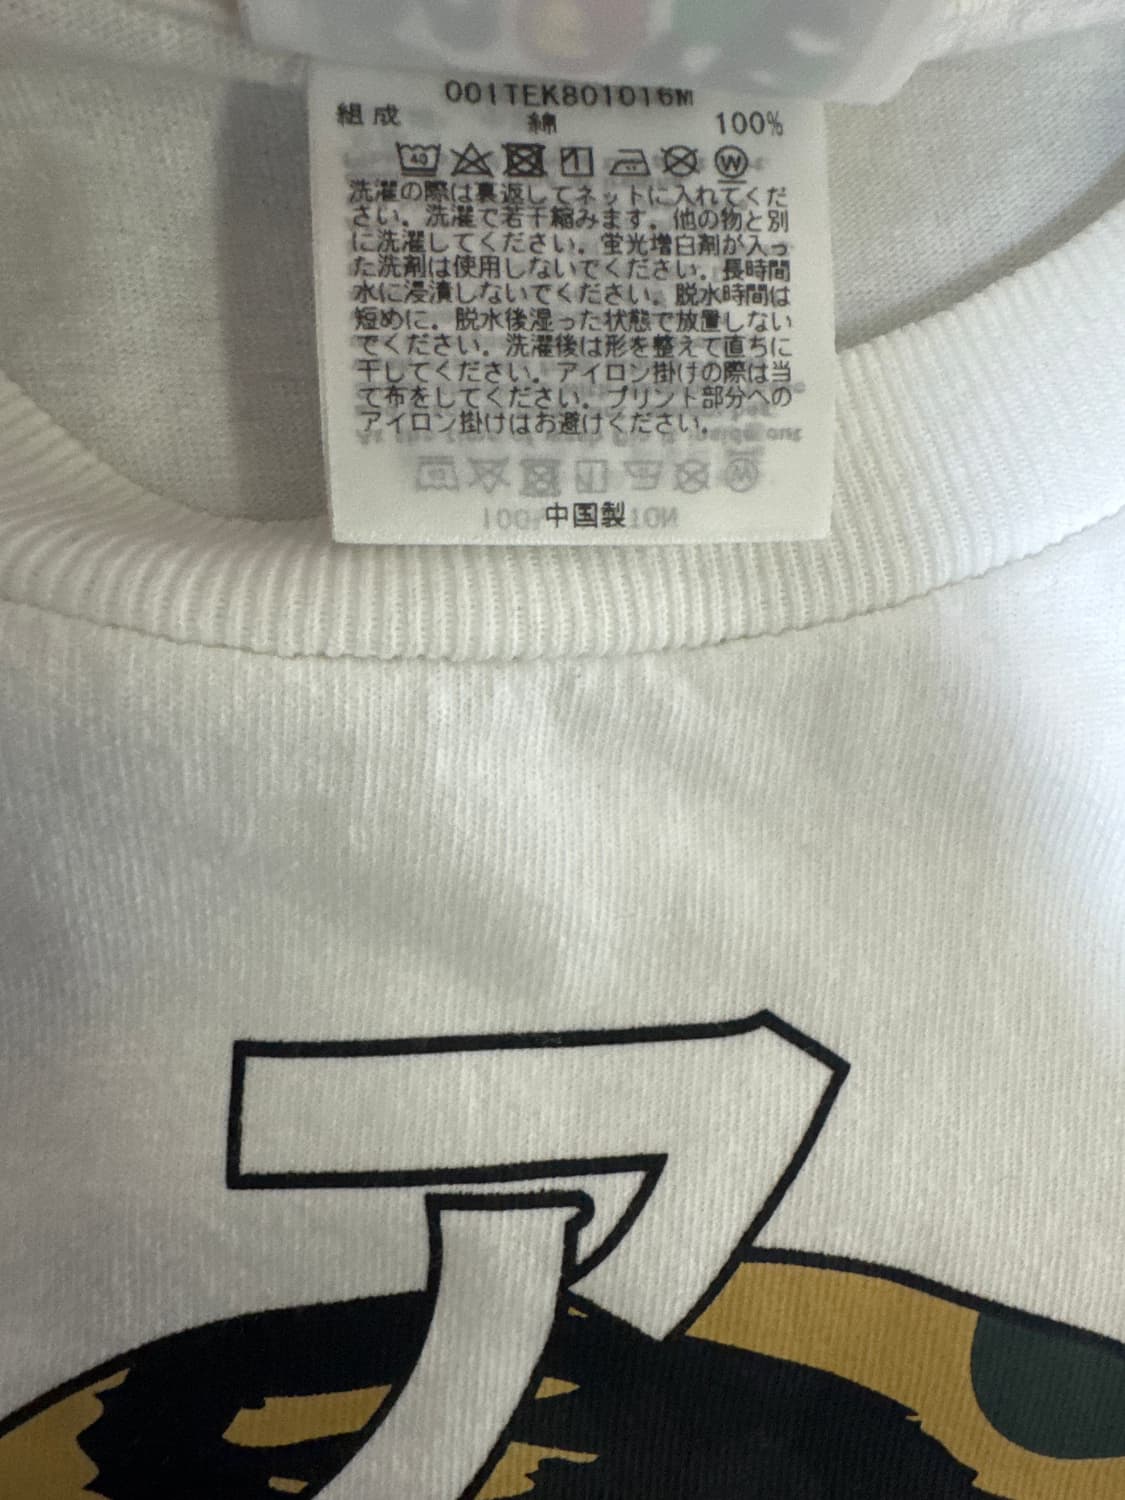 001TEK801016M
組成 綿 100%
40 1 W
洗濯の際は裏返してネットに入れてくだ
さい。洗濯で若干縮みます。他の物と別
に洗濯してください。蛍光増白剤が入っ
た洗剤は使用しないでください。長時間
水に浸漬しないでください。脱水時間は
短めに。脱水後湿った状態で放置しない
でください。洗濯後は形を整えて直ちに
干してください。アイロン掛けの際は当
て布をしてください。プリント部分への
アイロン掛けはお避けください。
中国製
ア